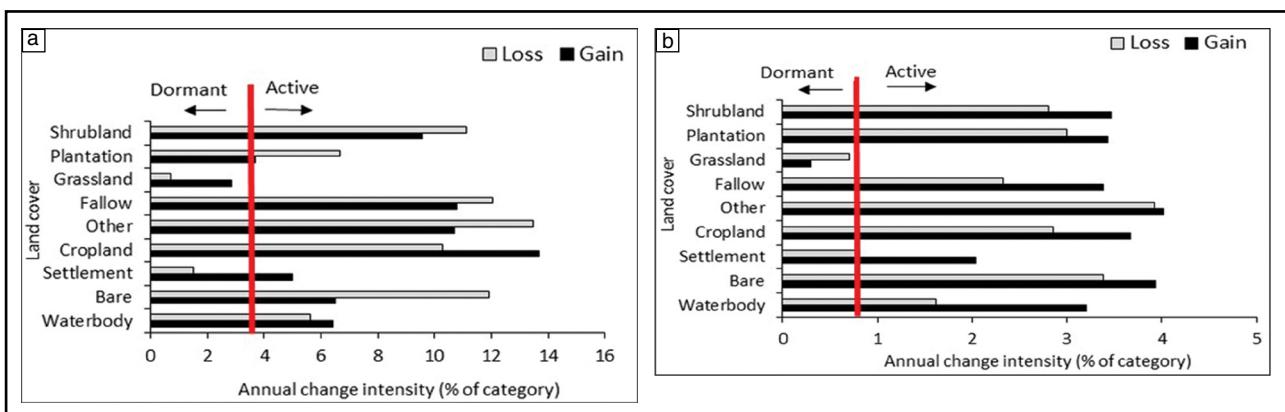 a
Loss Gain
Dormant Active
Land cover
Shrubland
Plantation
Grassland
Fallow
Other
Cropland
Settlement
Bare
Waterbody
0 2 4 6 8 10 12 14 16
Annual change intensity (% of category)
b
Loss Gain
Dormant Active
Land cover
Shrubland
Plantation
Grassland
Fallow
Other
Cropland
Settlement
Bare
Waterbody
0 1 2 3 4 5
Annual change intensity (% of category)